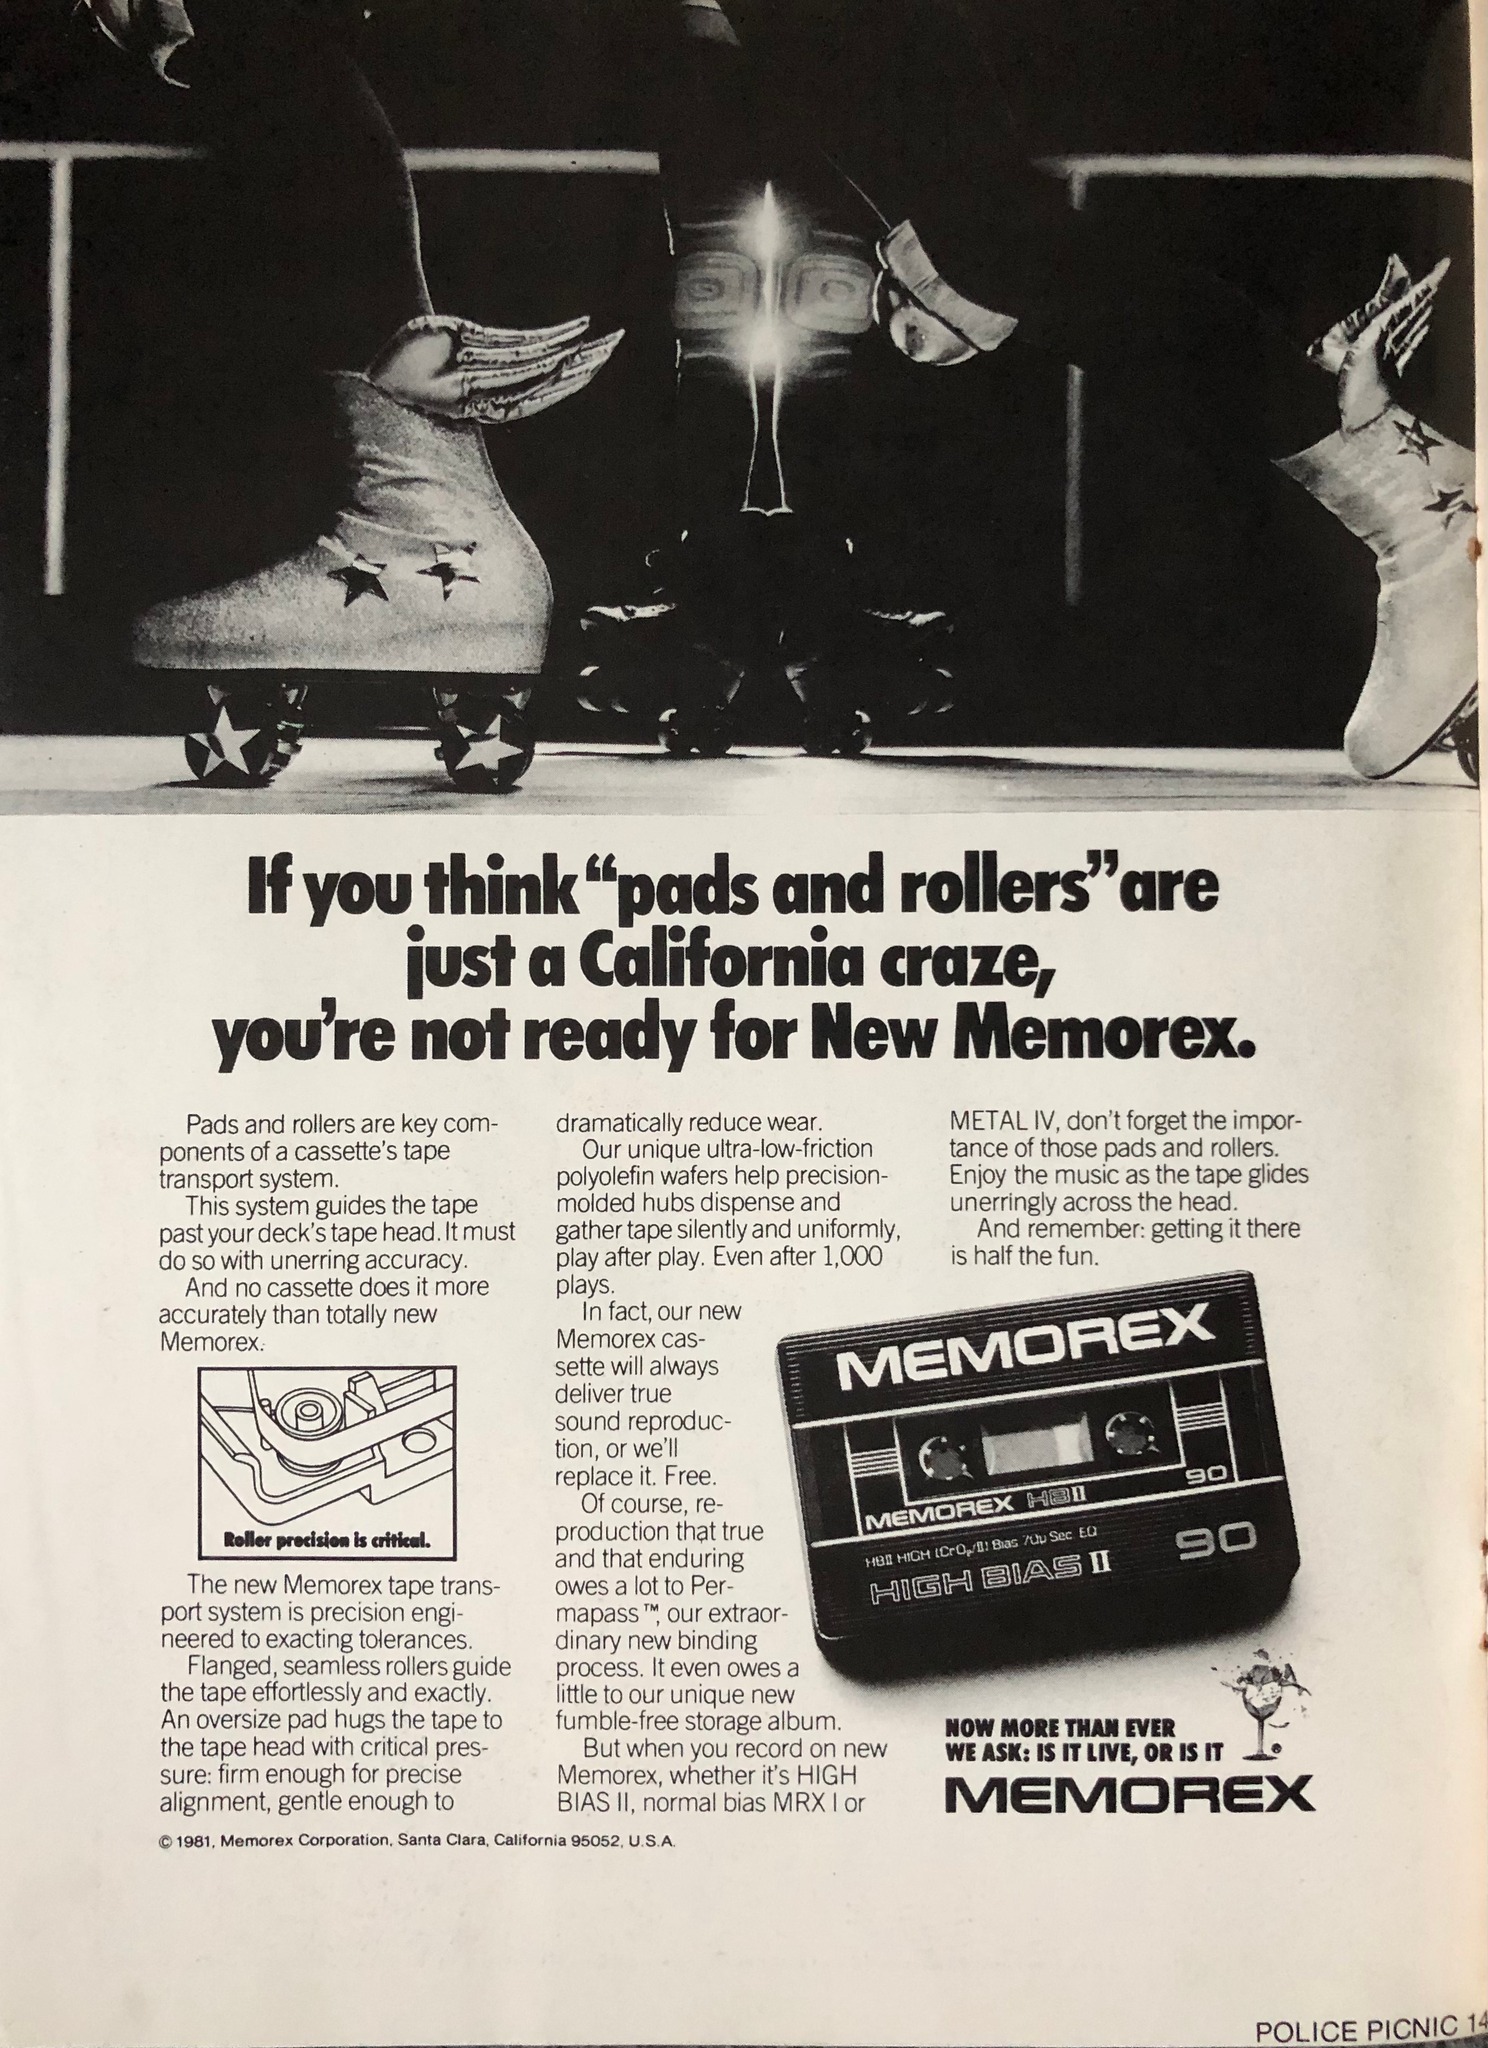 If you think “pads and rollers” are
just a California craze,
you're not ready for New Memorex.
Pads and rollers are key com-
ponents of a cassette's tape
transport system.
This system guides the tape
past your deck's tape head. It must
do so with unerring accuracy.
And no cassette does it more
accurately than totally new
Memorex.
Roller precision is critical.
The new Memorex tape trans-
port system is precision engi-
neered to exacting tolerances.
Flanged, seamless rollers guide
the tape effortlessly and exactly.
An oversize pad hugs the tape to
the tape head with critical pres-
sure: firm enough for precise
alignment, gentle enough to
dramatically reduce wear.
Our unique ultra-low-friction
polyolefin wafers help precision-
molded hubs dispense and
gather tape silently and uniformly,
play after play. Even after 1,000
plays.
In fact, our new
Memorex cas-
sette will always
deliver true
sound reproduc-
tion, or we'll
replace it. Free.
Of course, re-
production that true
and that enduring
owes a lot to Per-
mapass™, our extraor-
dinary new binding
process. It even owes a
little to our unique new
fumble-free storage album.
But when you record on new
Memorex, whether it's HIGH
BIAS II, normal bias MRX I or
METAL IV, don't forget the impor-
tance of those pads and rollers.
Enjoy the music as the tape glides
unerringly across the head.
And remember: getting it there
is half the fun.
MEMOREX
90
MEMOREX HB II
HBII HIGH (CrO₂/II) Bias 70µ Sec EQ
HIGH BIAS II 90
NOW MORE THAN EVER
WE ASK: IS IT LIVE, OR IS IT
MEMOREX
© 1981, Memorex Corporation, Santa Clara, California 95052, U.S.A.
POLICE PICNIC 14